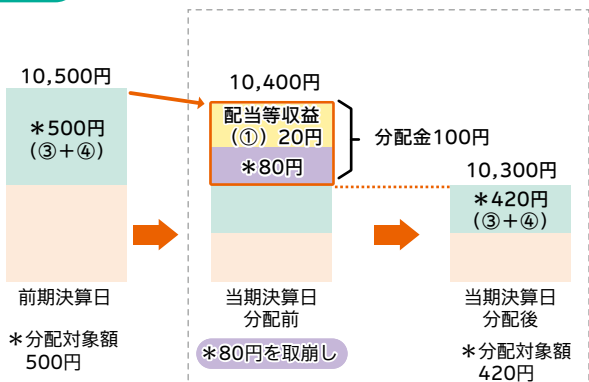 10,500円
10,400円
配当等収益
(①) 20円
*500円
(③+④)
*80円
分配金100円
10,300円
*420円
(③+④)
前期決算日
当期決算日
分配前
当期決算日
分配後
*分配対象額
500円
*80円を取崩し
*分配対象額
420円